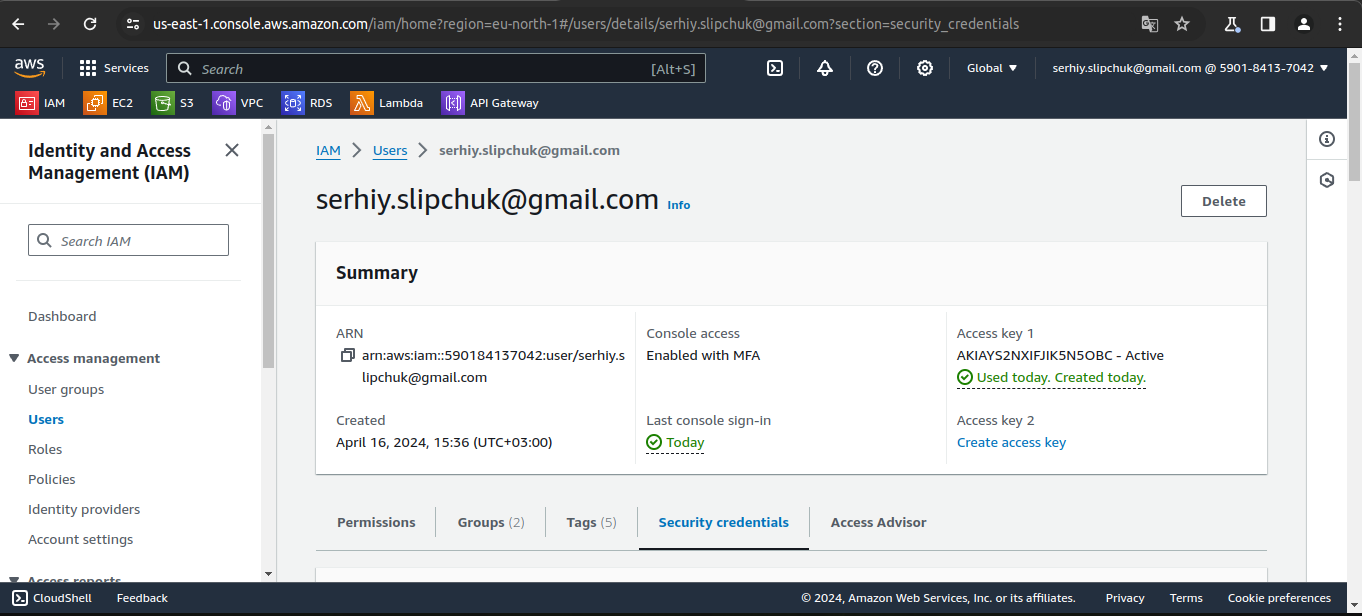 us-east-1.console.aws.amazon.com/iam/home?region=eu-north-1#/users/details/serhiy.slipchuk@gmail.com?section=security_credentials
aws
Services
Search
[Alt+S]
Global
serhiy.slipchuk@gmail.com @ 5901-8413-7042
IAM
EC2
S3
VPC
RDS
Lambda
API Gateway
Identity and Access
Management (IAM)
Search IAM
Dashboard
Access management
User groups
Users
Roles
Policies
Identity providers
Account settings
Access reports
IAM
Users
serhiy.slipchuk@gmail.com
serhiy.slipchuk@gmail.com Info
Delete
Summary
ARN
arn:aws:iam::590184137042:user/serhiy.s
lipchuk@gmail.com
Console access
Enabled with MFA
Access key 1
AKIAYS2NXIFJIK5N5OBC - Active
Used today. Created today.
Created
April 16, 2024, 15:36 (UTC+03:00)
Last console sign-in
Today
Access key 2
Create access key
Permissions
Groups (2)
Tags (5)
Security credentials
Access Advisor
CloudShell
Feedback
© 2024, Amazon Web Services, Inc. or its affiliates.
Privacy
Terms
Cookie preferences